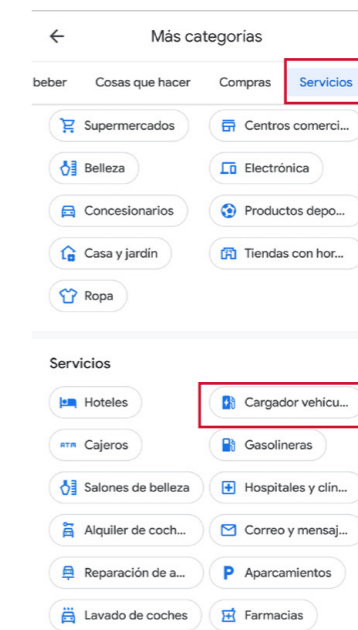 Más categorías
beber Cosas que hacer Compras Servicios
Supermercados Centros comerci...
Belleza Electrónica
Concesionarios Productos depo...
Casa y jardín Tiendas con hor...
Ropa
Servicios
Hoteles Cargador vehícu...
ATM Cajeros Gasolineras
Salones de belleza Hospitales y clín...
Alquiler de coch... Correo y mensaj...
Reparación de a... P Aparcamientos
Lavado de coches Farmacias